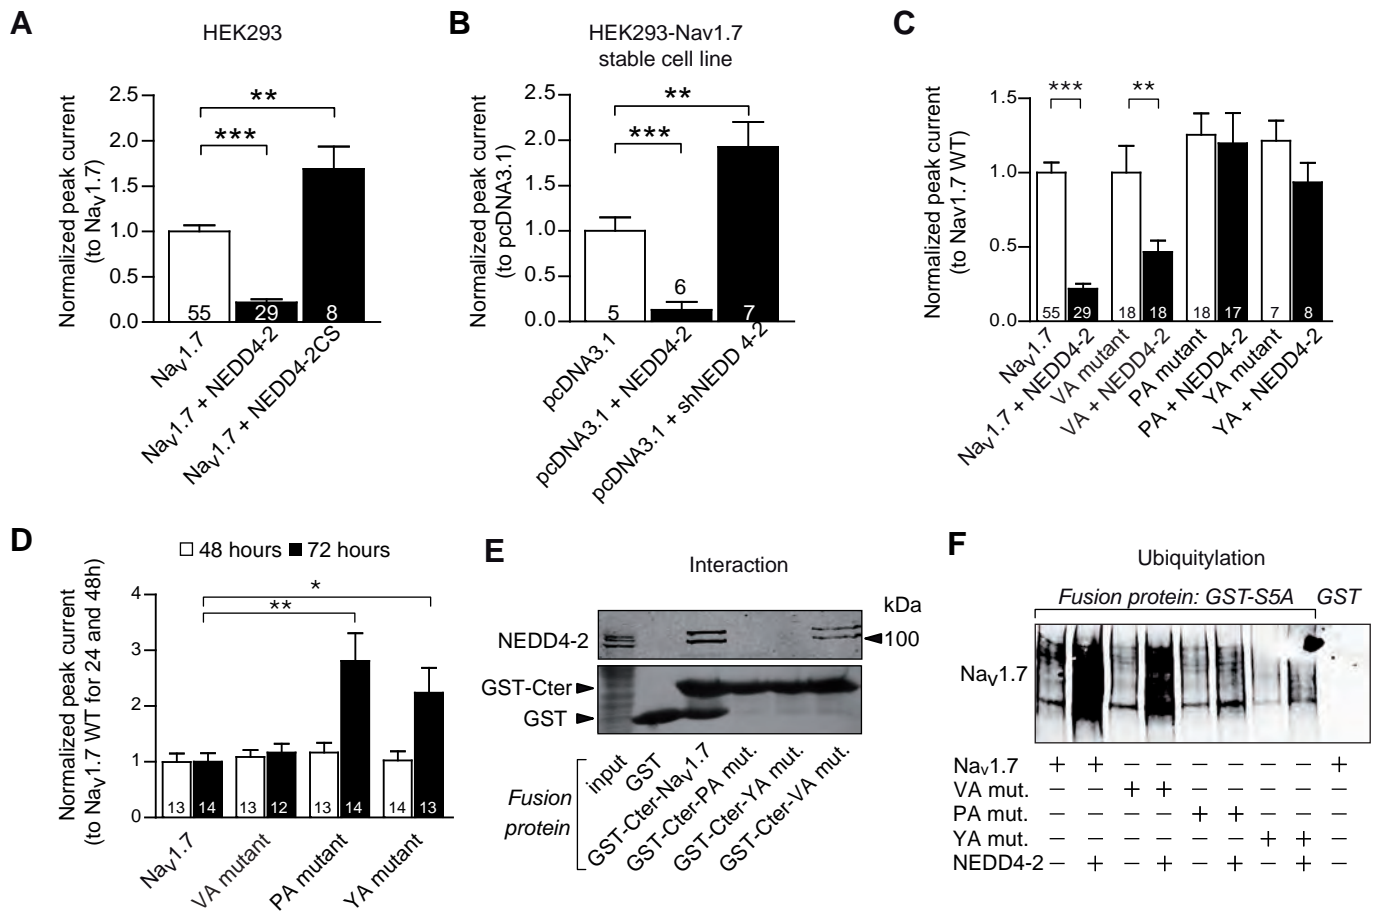 A
HEK293
Normalized peak current
(to Nav1.7)
2.5
2.0
1.5
1.0
0.5
0.0
**
***
55
29
8
Nav1.7
Nav1.7 + NEDD4-2
Nav1.7 + NEDD4-2CS
B
HEK293-Nav1.7
stable cell line
Normalized peak current
(to pcDNA3.1)
2.5
2.0
1.5
1.0
0.5
0.0
**
***
5
6
7
pcDNA3.1
pcDNA3.1 + NEDD4-2
pcDNA3.1 + shNEDD 4-2
C
Normalized peak current
(to Nav1.7 WT)
1.5
1.0
0.5
0.0
***
**
55
29
18
18
18
17
7
8
Nav1.7
Nav1.7 + NEDD4-2
VA mutant
VA + NEDD4-2
PA mutant
PA + NEDD4-2
YA mutant
YA + NEDD4-2
D
48 hours 72 hours
Normalized peak current
(to Nav1.7 WT for 24 and 48h)
4
3
2
1
0
*
**
13
14
13
12
13
14
14
13
Nav1.7
VA mutant
PA mutant
YA mutant
E
Interaction
kDa
NEDD4-2
100
GST-Cter
GST
Fusion
protein
input
GST
GST-Cter-Nav1.7
GST-Cter-PA mut.
GST-Cter-YA mut.
GST-Cter-VA mut.
F
Ubiquitylation
Fusion protein: GST-S5A GST
Nav1.7
Nav1.7 + + − − − − − − +
VA mut. − − + + − − − − −
PA mut. − − − − + + − − −
YA mut. − − − − − − + + −
NEDD4-2 − + − + − + − + −